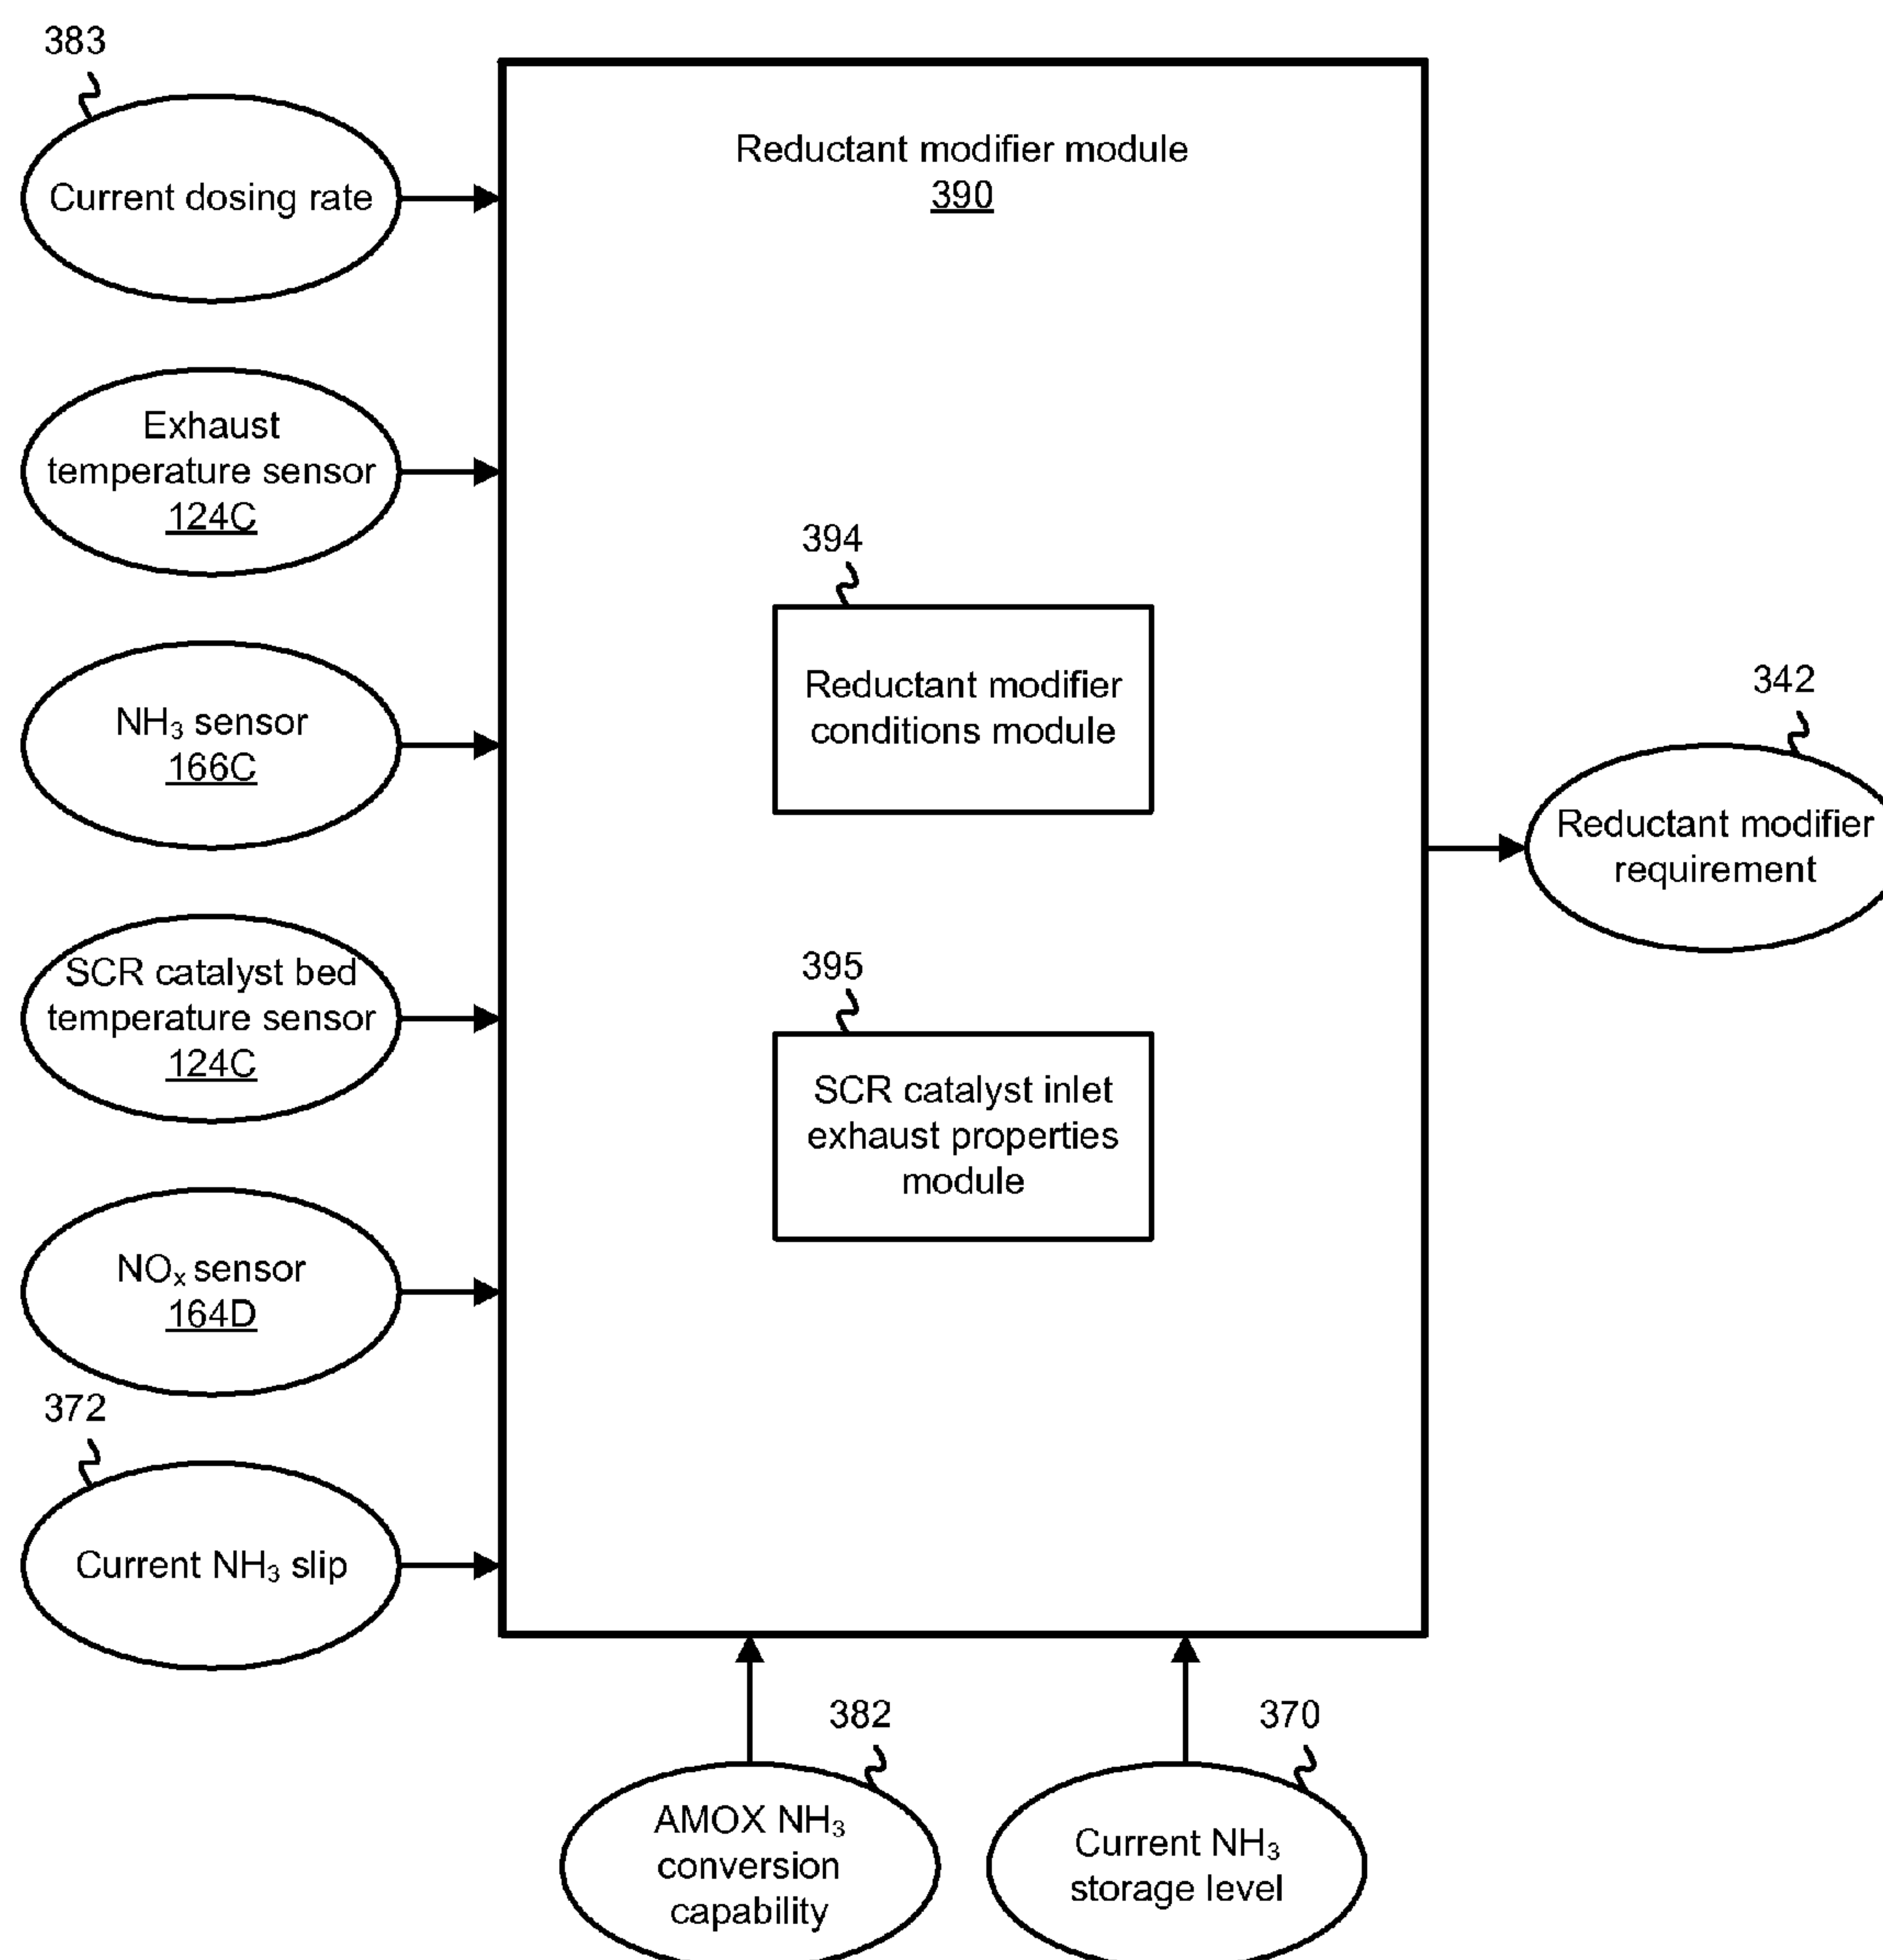 383
Current dosing rate
Exhaust
temperature sensor
124C
NH₃ sensor
166C
SCR catalyst bed
temperature sensor
124C
NOₓ sensor
164D
372
Current NH₃ slip
Reductant modifier module
390
394
Reductant modifier
conditions module
395
SCR catalyst inlet
exhaust properties
module
342
Reductant modifier
requirement
382
AMOX NH₃
conversion
capability
370
Current NH₃
storage level